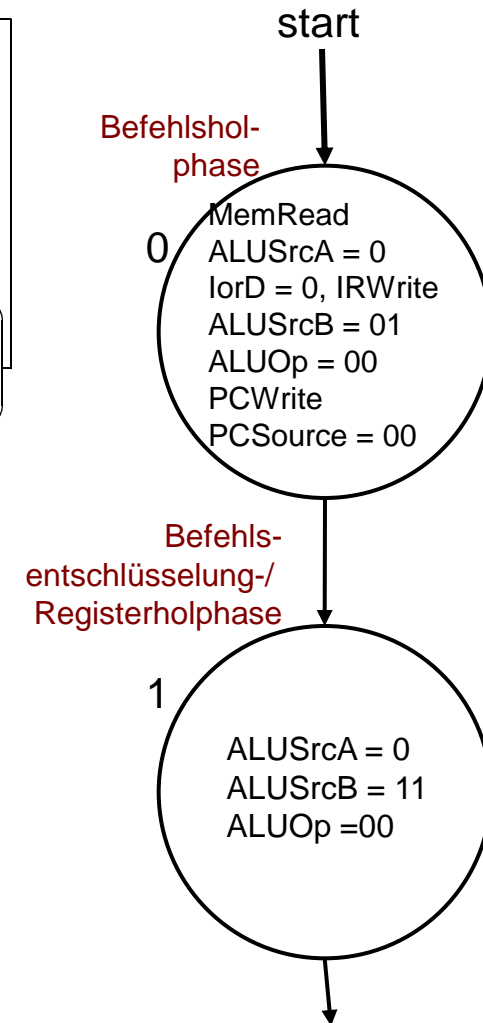 start
Befehlshol-
phase
0
MemRead
ALUSrcA = 0
IorD = 0, IRWrite
ALUSrcB = 01
ALUOp = 00
PCWrite
PCSource = 00
Befehls-
entschlüsselung-/
Registerholphase
1
ALUSrcA = 0
ALUSrcB = 11
ALUOp =00